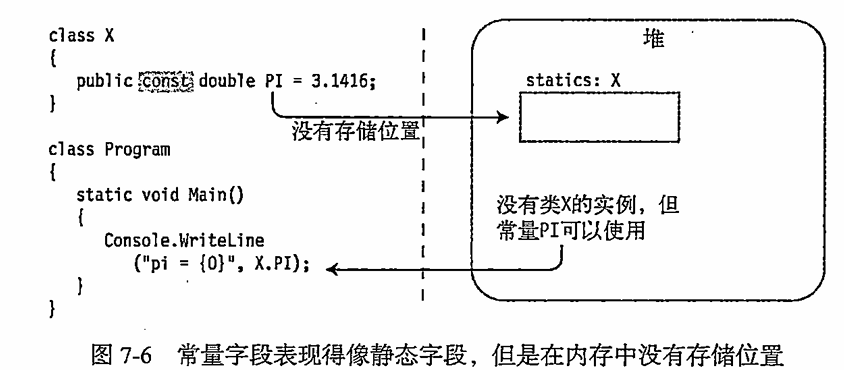 class X
{
public const double PI = 3.1416;
}
没有存储位置
class Program
{
static void Main()
{
Console.WriteLine
("pi = {0}", X.PI);
}
}
堆
statics: X
没有类X的实例，但
常量PI可以使用
图 7-6 常量字段表现得像静态字段，但是在内存中没有存储位置